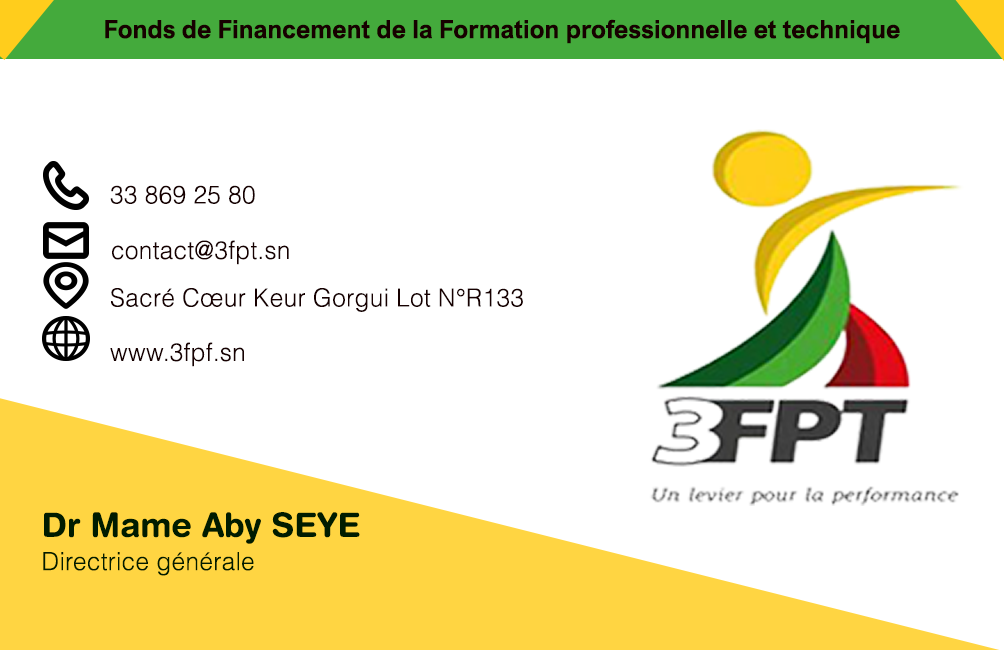 Fonds de Financement de la Formation professionnelle et technique
33 869 25 80
contact@3fpt.sn
Sacré Cœur Keur Gorgui Lot N°R133
www.3fpf.sn
3FPT
Un levier pour la performance
Dr Mame Aby SEYE
Directrice générale